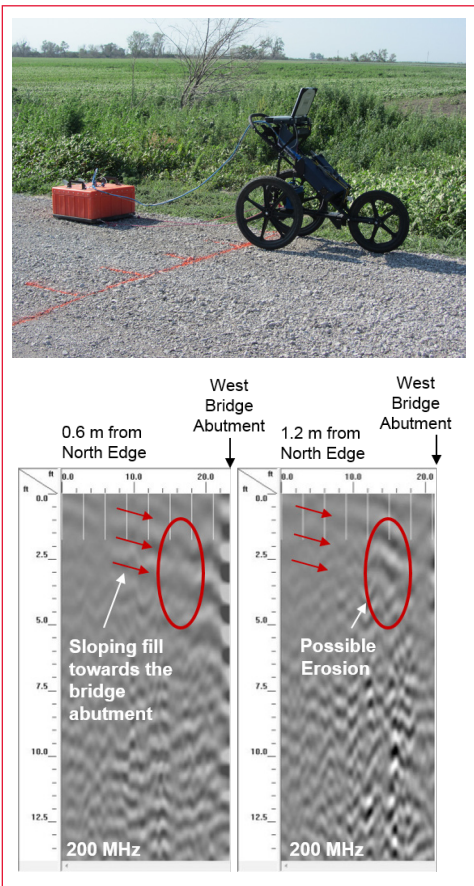 West
Bridge
Abutment
0.6 m from
North Edge
West
Bridge
Abutment
1.2 m from
North Edge
ft
ft
0.0 10.0 20.0
0.0
2.5
5.0
7.5
10.0
12.5
Sloping fill
towards the
bridge
abutment
200 MHz
ft
ft
0.0 10.0 20.0
0.0
2.5
5.0
7.5
10.0
12.5
Possible
Erosion
200 MHz